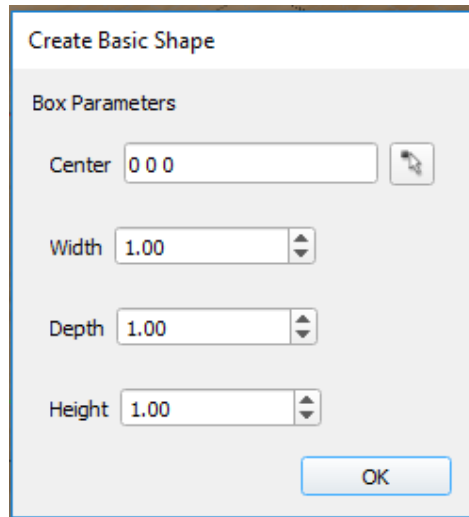 Create Basic Shape
Box Parameters
Center 0 0 0
Width 1.00
Depth 1.00
Height 1.00
OK